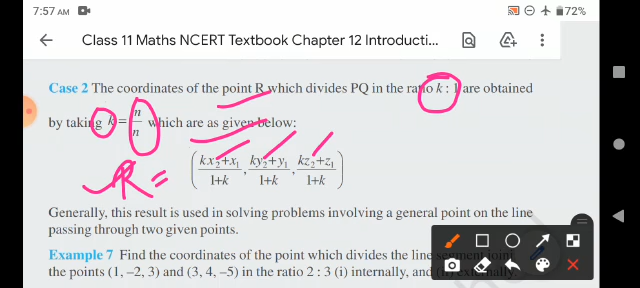 7:57 AM
72%
Class 11 Maths NCERT Textbook Chapter 12 Introducti...
Case 2 The coordinates of the point R which divides PQ in the ratio k : 1 are obtained
by taking k = m/n which are as given below:
R =
( kx₂+x₁/1+k , ky₂+y₁/1+k , kz₂+z₁/1+k )
Generally, this result is used in solving problems involving a general point on the line
passing through two given points.
Example 7 Find the coordinates of the point which divides the line segment
the points (1, –2, 3) and (3, 4, –5) in the ratio 2 : 3 (i) internally, and